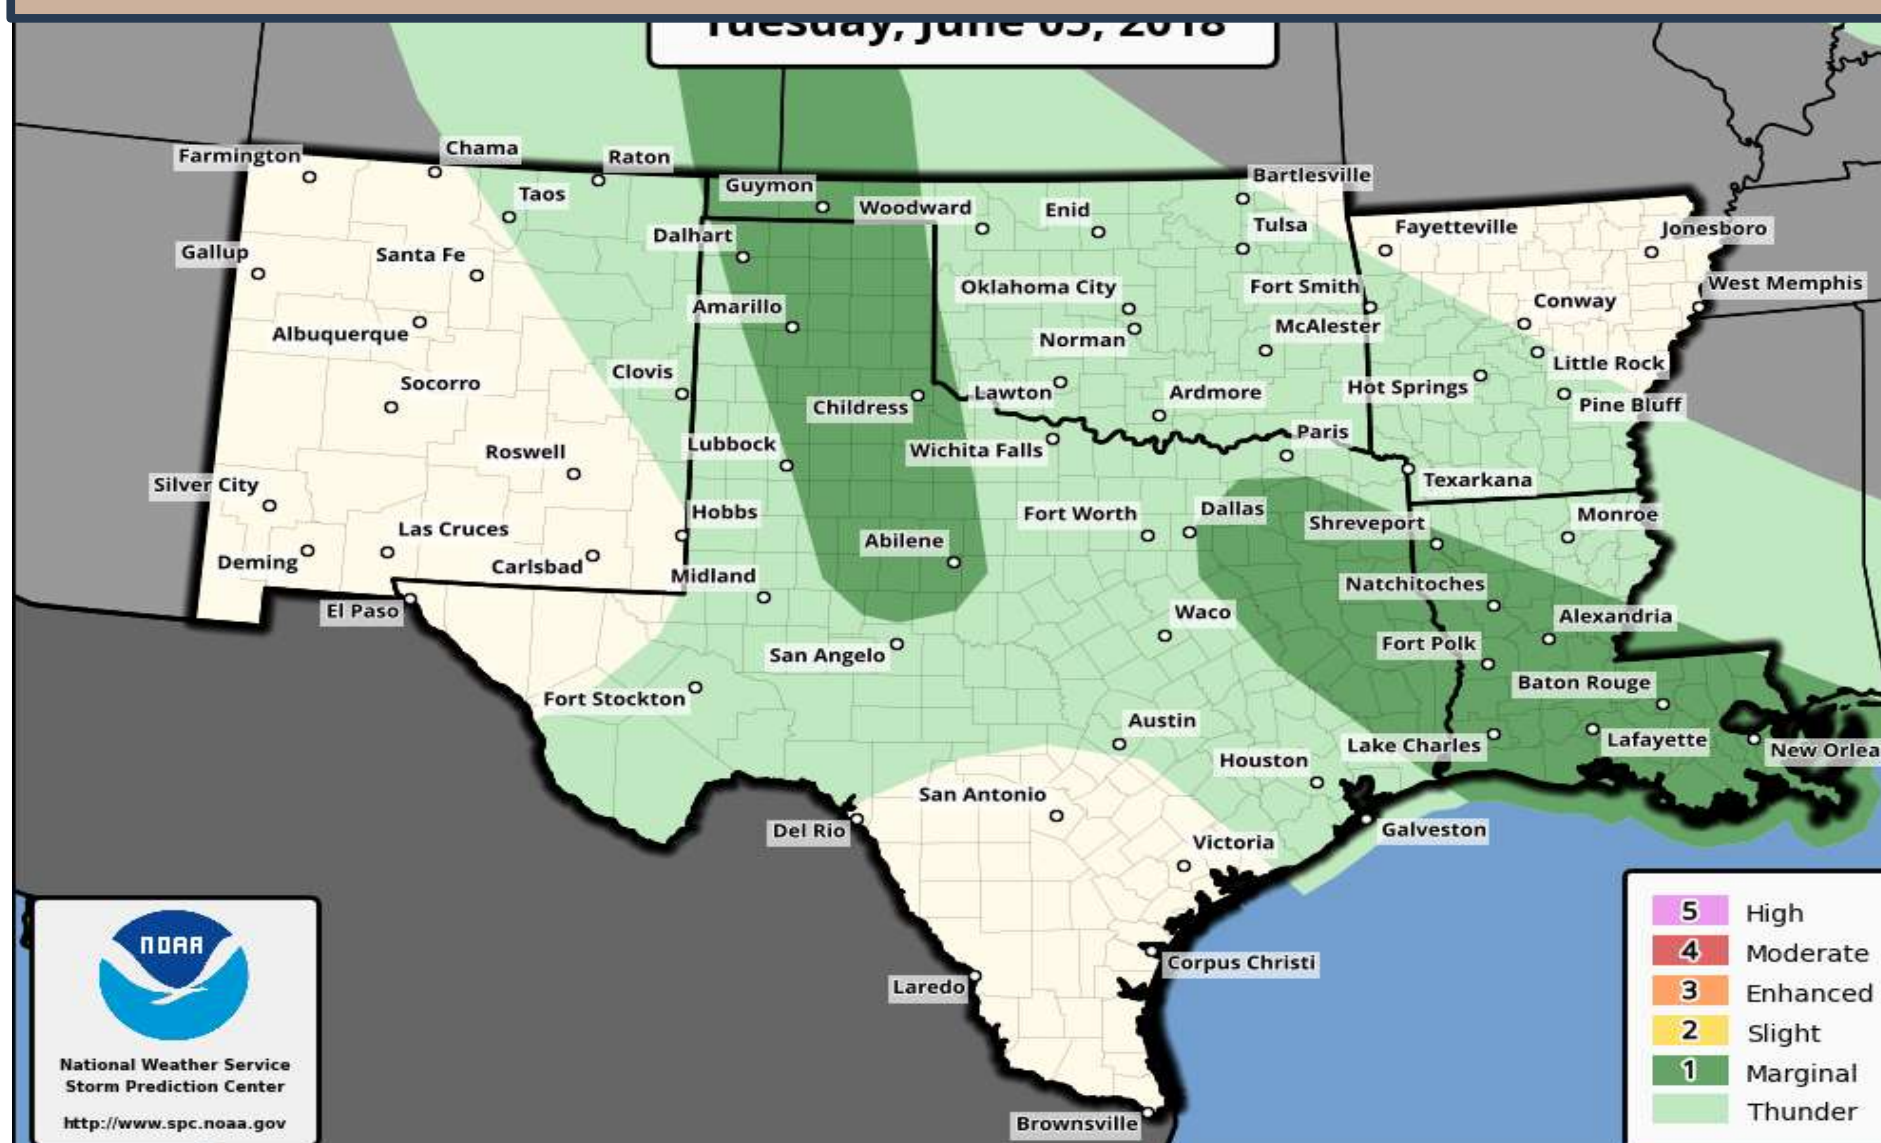 Tuesday, June 05, 2018
Farmington
Chama
Raton
Taos
Guymon
Bartlesville
Woodward
Enid
Tulsa
Fayetteville
Jonesboro
Gallup
Santa Fe
Dalhart
Oklahoma City
Fort Smith
West Memphis
Amarillo
Conway
Albuquerque
Norman
McAlester
Little Rock
Socorro
Clovis
Childress
Lawton
Ardmore
Hot Springs
Pine Bluff
Roswell
Lubbock
Wichita Falls
Paris
Texarkana
Silver City
Las Cruces
Hobbs
Fort Worth
Dallas
Shreveport
Monroe
Deming
Carlsbad
Midland
Abilene
Natchitoches
El Paso
Waco
Alexandria
San Angelo
Fort Polk
Fort Stockton
Baton Rouge
Austin
Lake Charles
Lafayette
New Orlea
Houston
San Antonio
Del Rio
Victoria
Galveston
Laredo
Corpus Christi
Brownsville
NOAA
National Weather Service
Storm Prediction Center
http://www.spc.noaa.gov
5 High
4 Moderate
3 Enhanced
2 Slight
1 Marginal
Thunder